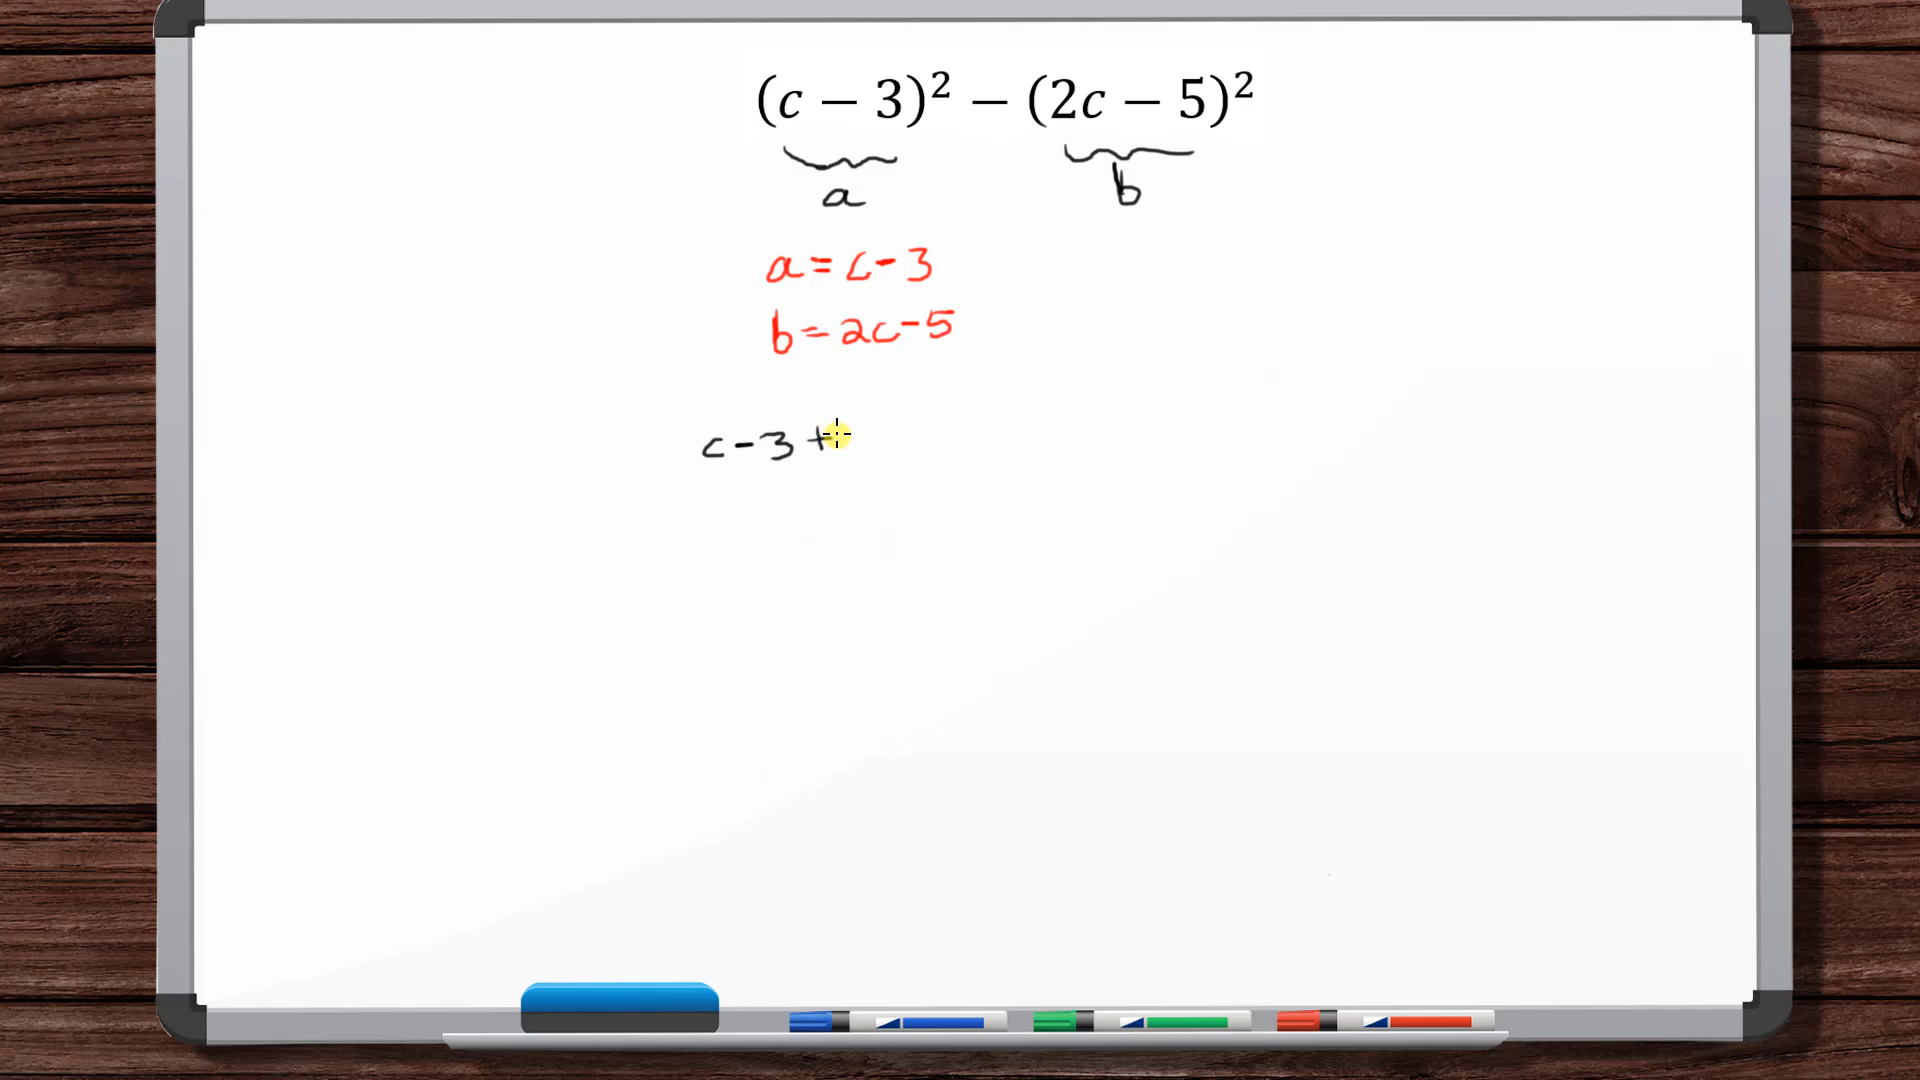 (c − 3)² − (2c − 5)²
a b
a = c - 3
b = 2c - 5
c - 3 +